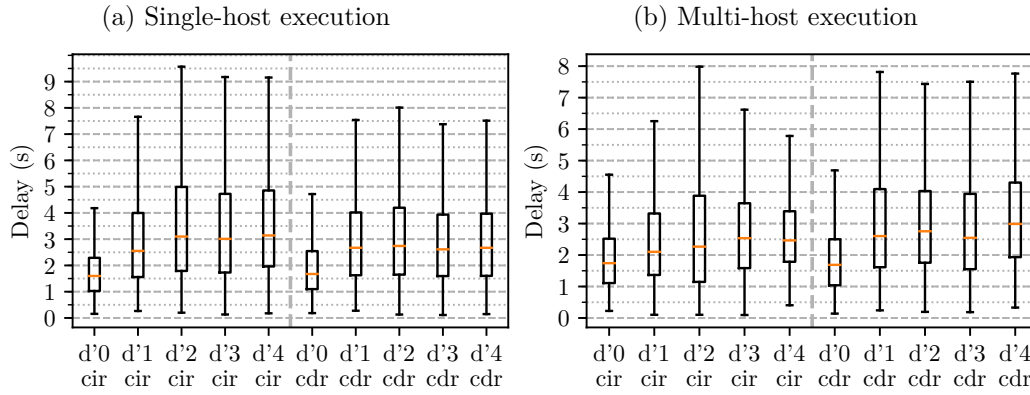 (a) Single-host execution
Delay (s)
9
8
7
6
5
4
3
2
1
0
d'0 d'1 d'2 d'3 d'4 d'0 d'1 d'2 d'3 d'4
cir cir cir cir cir cdr cdr cdr cdr cdr
(b) Multi-host execution
Delay (s)
8
7
6
5
4
3
2
1
0
d'0 d'1 d'2 d'3 d'4 d'0 d'1 d'2 d'3 d'4
cir cir cir cir cir cdr cdr cdr cdr cdr